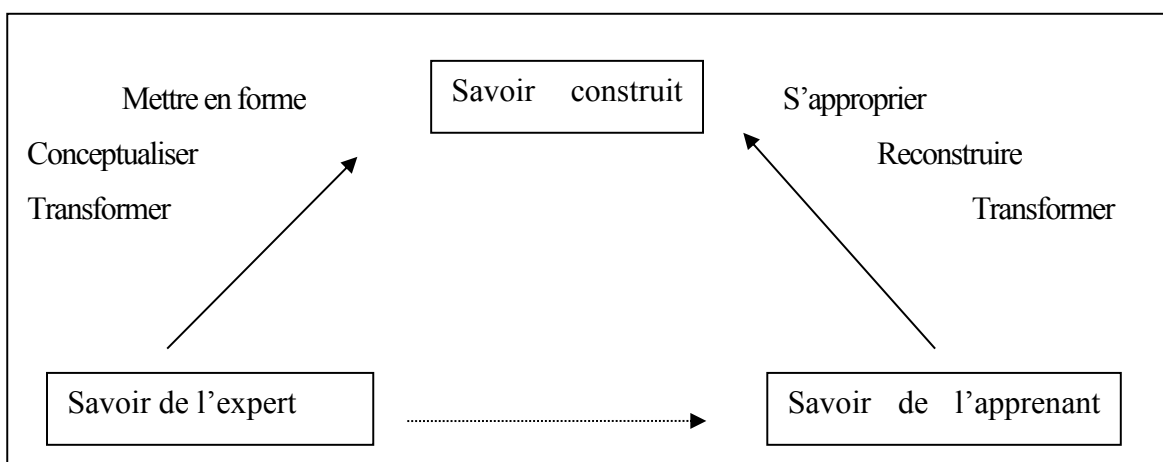 Mettre en forme
Conceptualiser
Transformer
Savoir construit
S’approprier
Reconstruire
Transformer
Savoir de l’expert
Savoir de l’apprenant